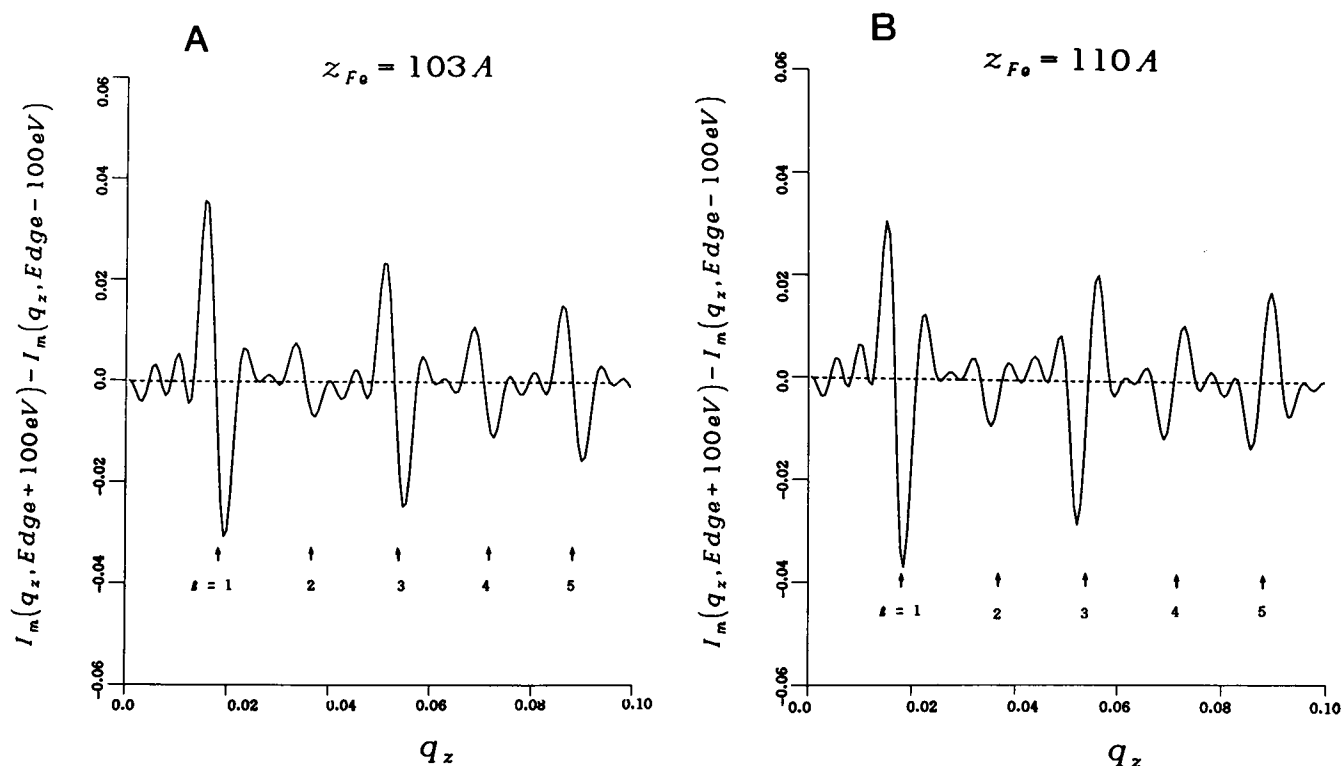 A
z_Fe = 103 A
I_m(q_z, Edge+100eV) - I_m(q_z, Edge-100eV)
0.06
0.04
0.02
0.0
-0.02
-0.04
-0.06
ℓ = 1 2 3 4 5
0.0 0.02 0.04 0.06 0.08 0.10
q_z
B
z_Fe = 110 A
I_m(q_z, Edge+100eV) - I_m(q_z, Edge-100eV)
0.06
0.04
0.02
0.0
-0.02
-0.04
-0.06
ℓ = 1 2 3 4 5
0.0 0.02 0.04 0.06 0.08 0.10
q_z